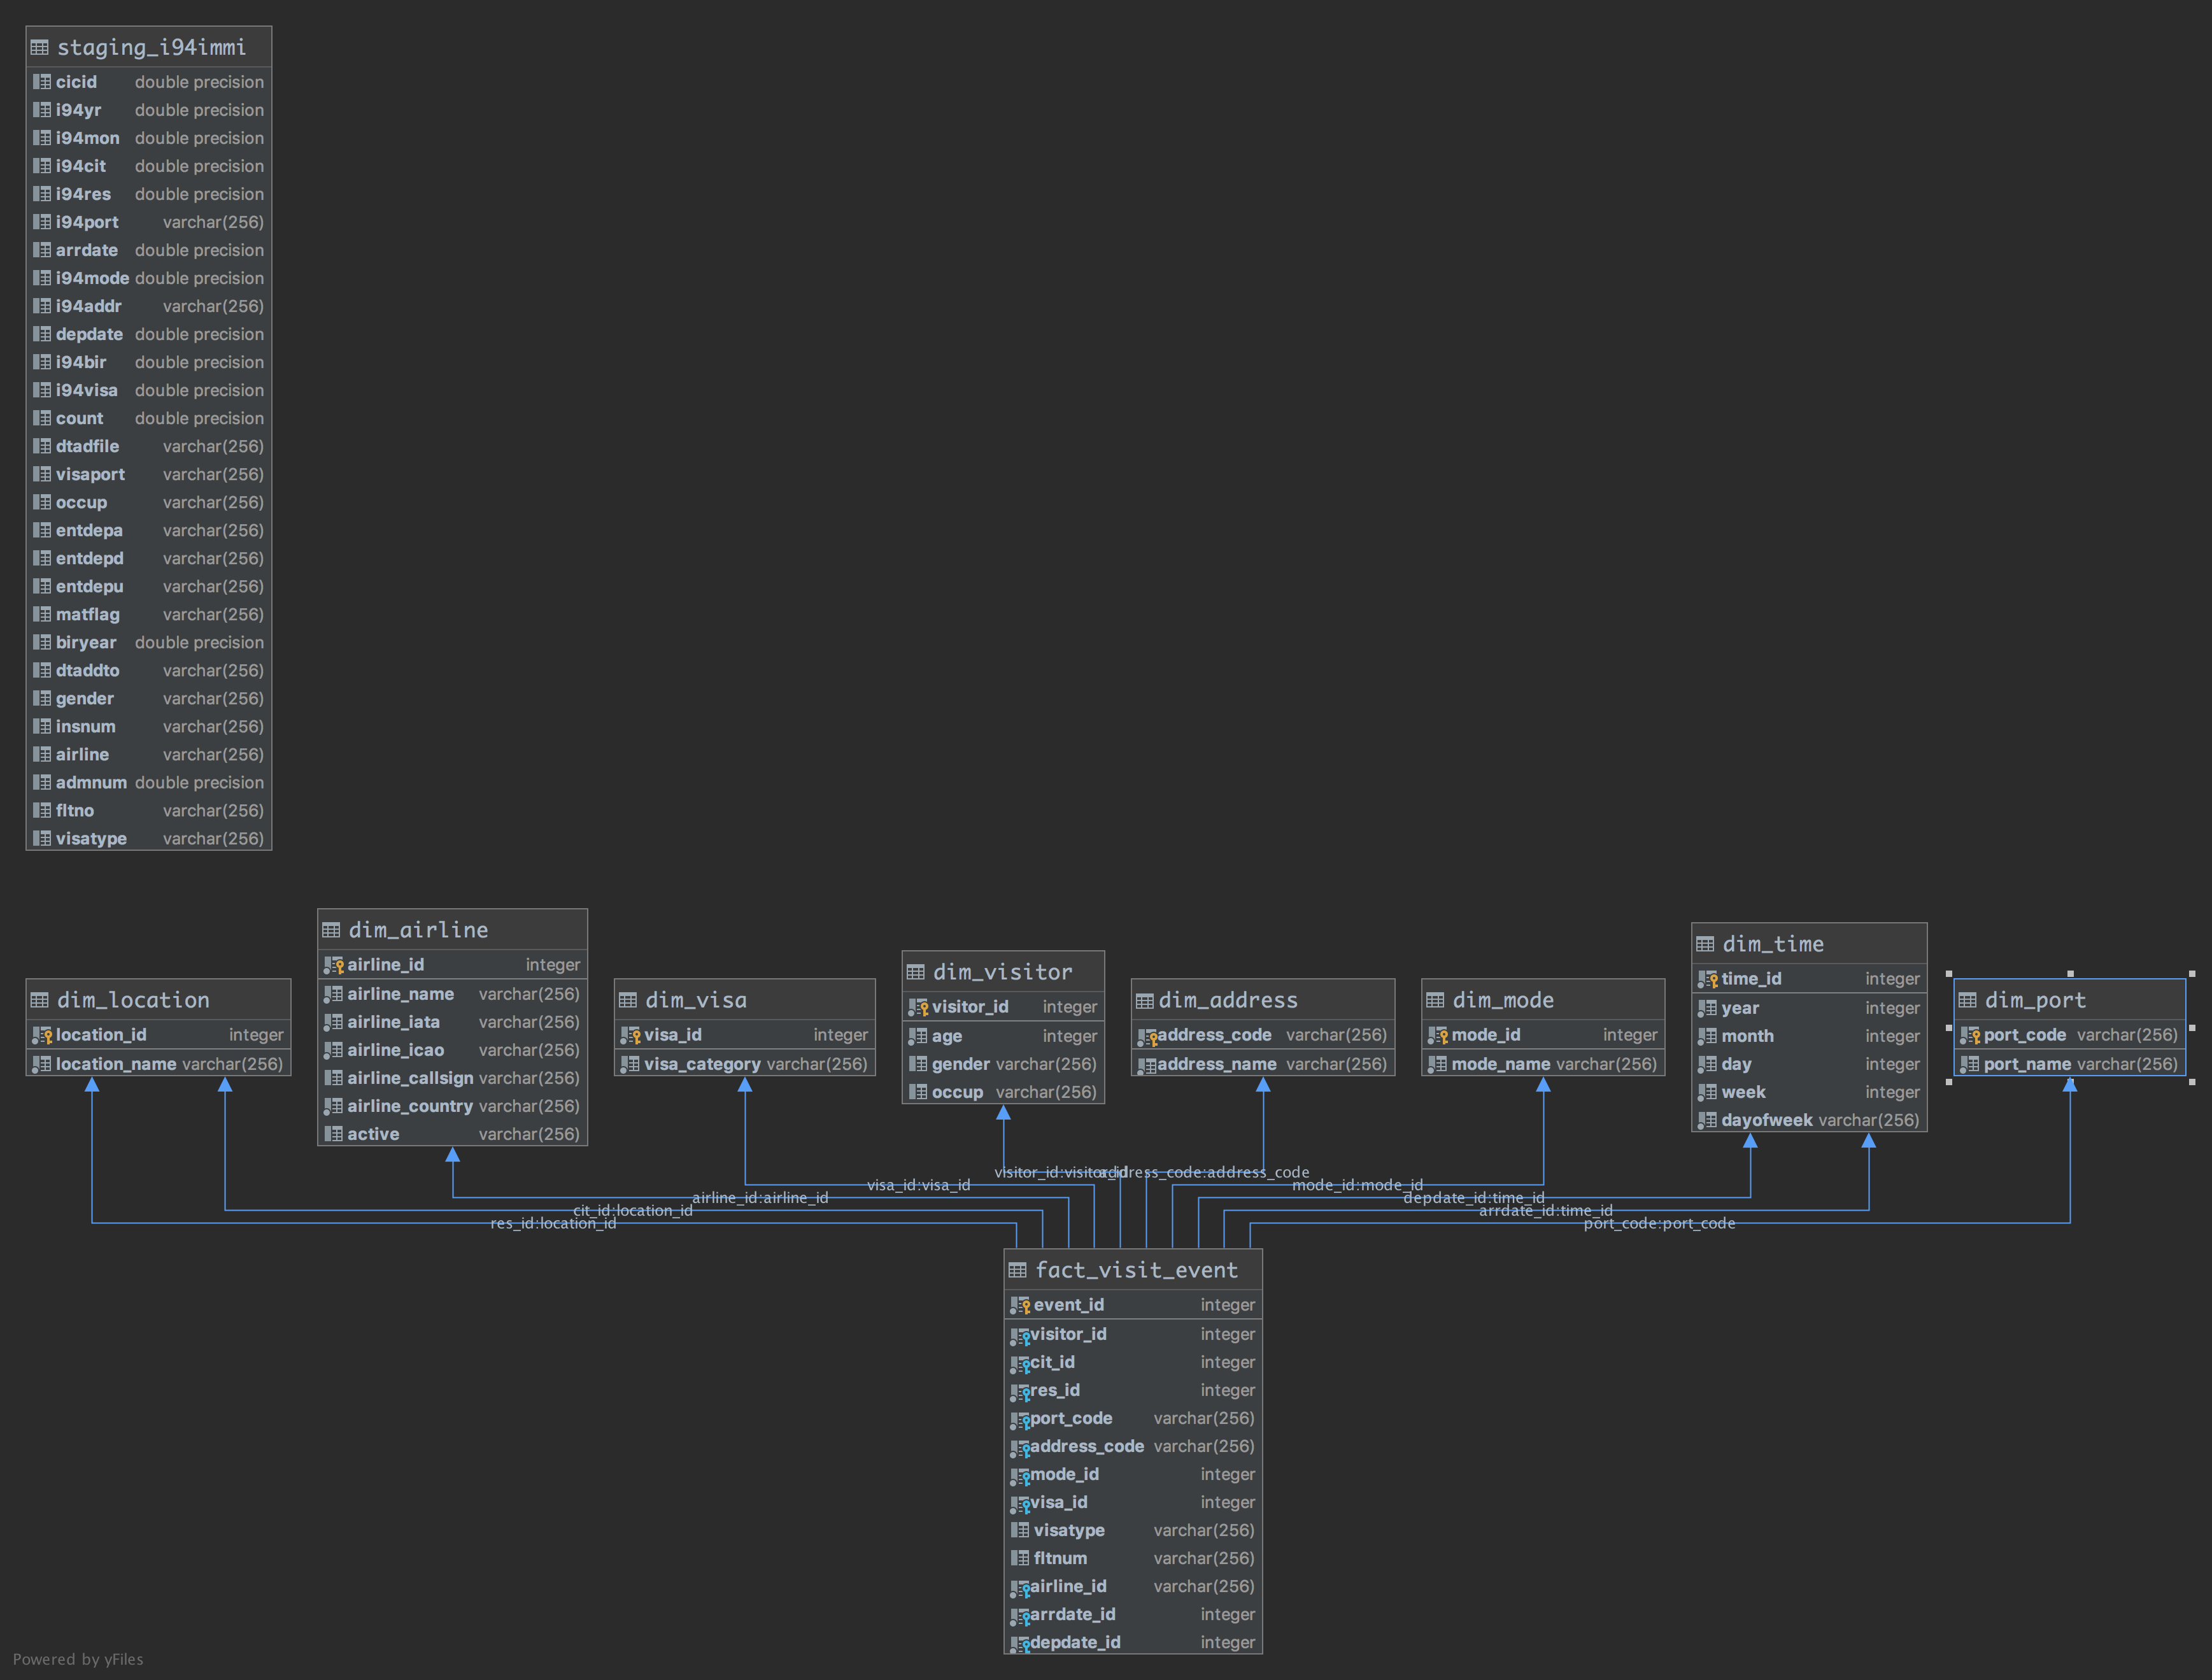 staging_i94immi
cicid double precision
i94yr double precision
i94mon double precision
i94cit double precision
i94res double precision
i94port varchar(256)
arrdate double precision
i94mode double precision
i94addr varchar(256)
depdate double precision
i94bir double precision
i94visa double precision
count double precision
dtadfile varchar(256)
visaport varchar(256)
occup varchar(256)
entdepa varchar(256)
entdepd varchar(256)
entdepu varchar(256)
matflag varchar(256)
biryear double precision
dtaddto varchar(256)
gender varchar(256)
insnum varchar(256)
airline varchar(256)
admnum double precision
fltno varchar(256)
visatype varchar(256)
dim_location
location_id integer
location_name varchar(256)
dim_airline
airline_id integer
airline_name varchar(256)
airline_iata varchar(256)
airline_icao varchar(256)
airline_callsign varchar(256)
airline_country varchar(256)
active varchar(256)
dim_visa
visa_id integer
visa_category varchar(256)
dim_visitor
visitor_id integer
age integer
gender varchar(256)
occup varchar(256)
dim_address
address_code varchar(256)
address_name varchar(256)
dim_mode
mode_id integer
mode_name varchar(256)
dim_time
time_id integer
year integer
month integer
day integer
week integer
dayofweek varchar(256)
dim_port
port_code varchar(256)
port_name varchar(256)
visitor_id:visitor_id
address_code:address_code
visa_id:visa_id
mode_id:mode_id
airline_id:airline_id
depdate_id:time_id
cit_id:location_id
arrdate_id:time_id
res_id:location_id
port_code:port_code
fact_visit_event
event_id integer
visitor_id integer
cit_id integer
res_id integer
port_code varchar(256)
address_code varchar(256)
mode_id integer
visa_id integer
visatype varchar(256)
fltnum varchar(256)
airline_id varchar(256)
arrdate_id integer
depdate_id integer
Powered by yFiles